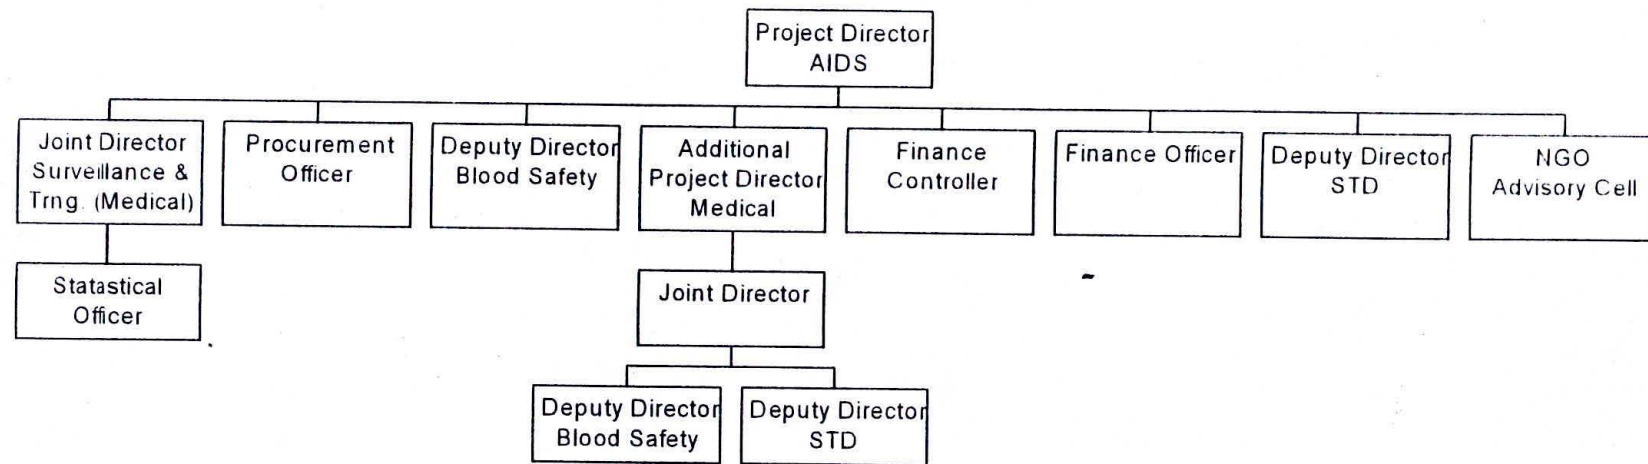 Project Director
AIDS
Joint Director
Surveillance &
Trng. (Medical)
Procurement
Officer
Deputy Director
Blood Safety
Additional
Project Director
Medical
Finance
Controller
Finance Officer
Deputy Director
STD
NGO
Advisory Cell
Statastical
Officer
Joint Director
Deputy Director
Blood Safety
Deputy Director
STD